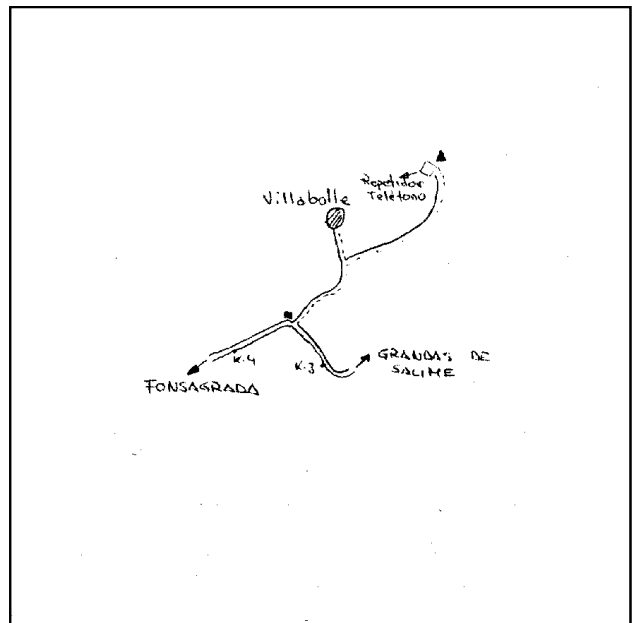 Repetidor
Teléfono
Villabolle
K.4
K.3
GRANDAS DE
SALIME
FONSAGRADA